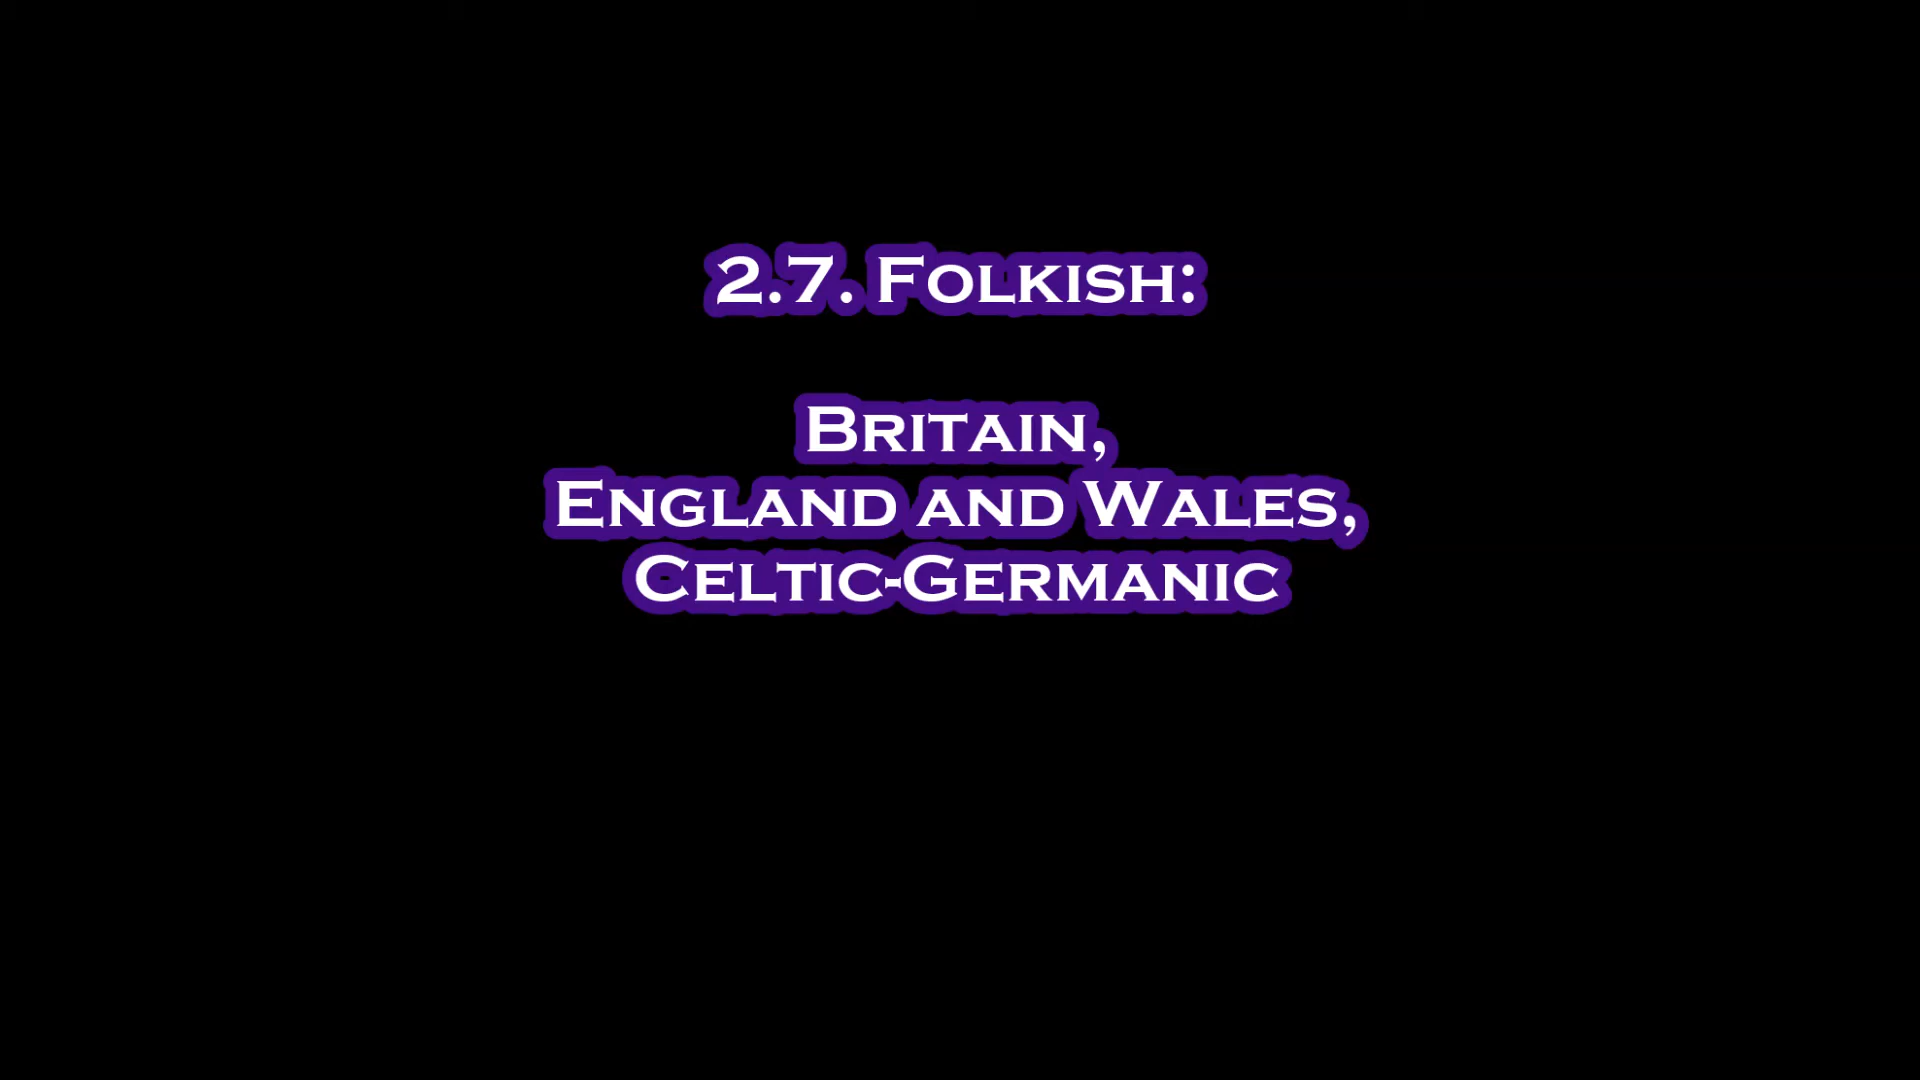 2.7. Folkish:
Britain,
England and Wales,
Celtic-Germanic